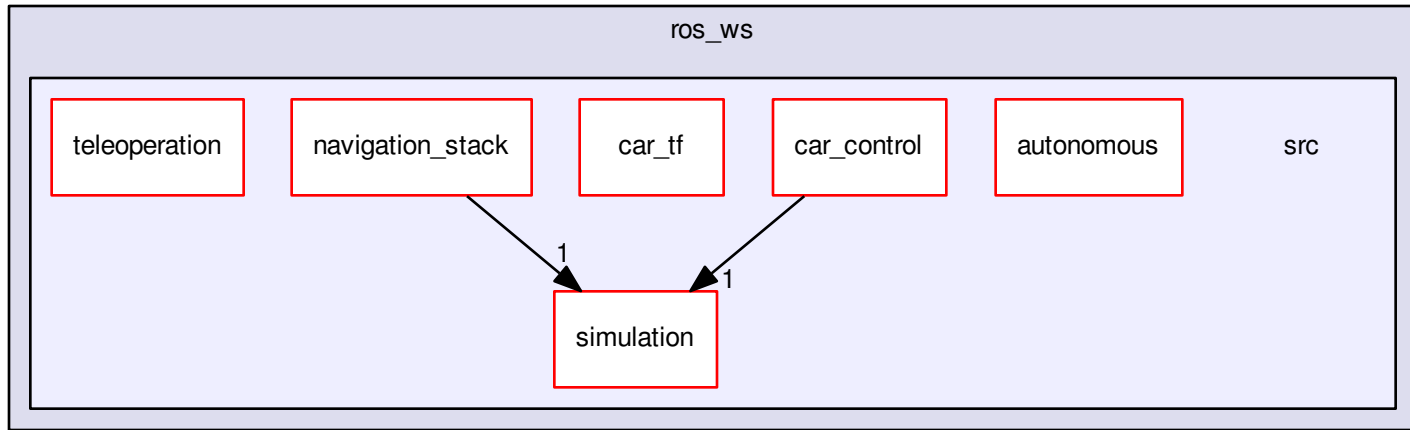 ros_ws
teleoperation
navigation_stack
car_tf
car_control
autonomous
src
1
1
simulation